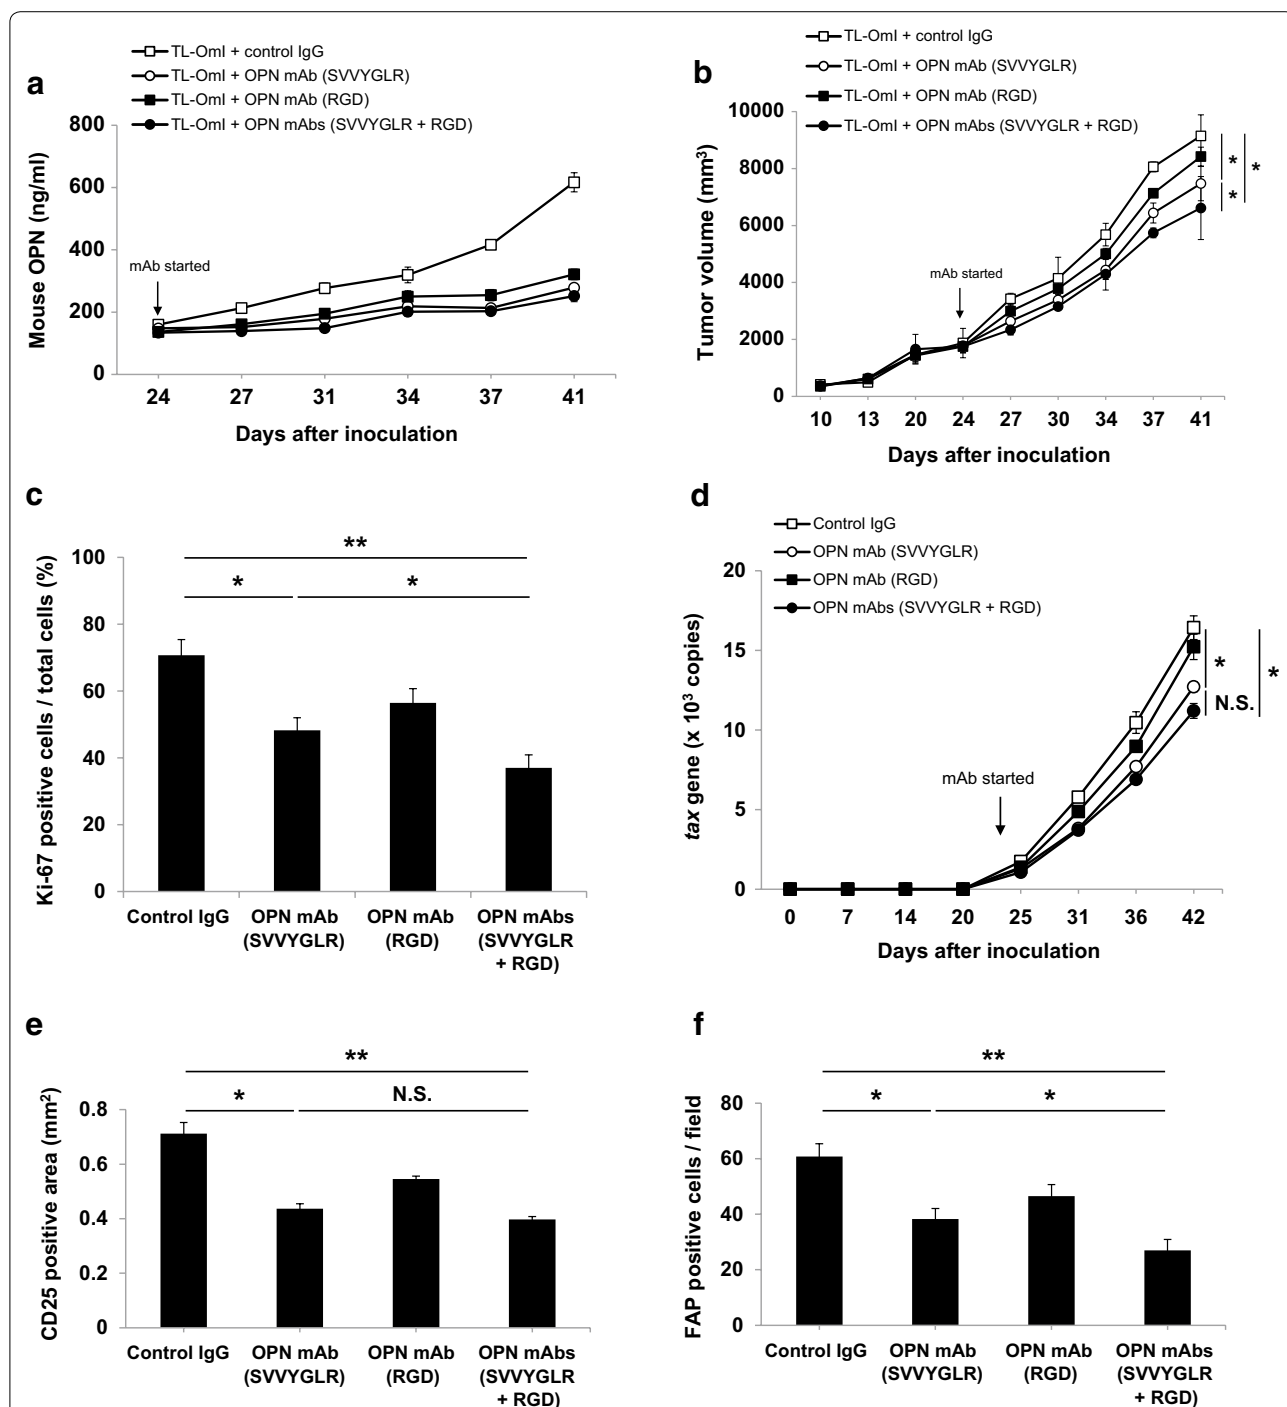 a
TL-OmI + control IgG
TL-OmI + OPN mAb (SVVYGLR)
TL-OmI + OPN mAb (RGD)
TL-OmI + OPN mAbs (SVVYGLR + RGD)
Mouse OPN (ng/ml)
800
600
400
200
0
mAb started
24 27 31 34 37 41
Days after inoculation
b
TL-OmI + control IgG
TL-OmI + OPN mAb (SVVYGLR)
TL-OmI + OPN mAb (RGD)
TL-OmI + OPN mAbs (SVVYGLR + RGD)
Tumor volume (mm³)
10000
8000
6000
4000
2000
0
mAb started
* *
*
10 13 20 24 27 30 34 37 41
Days after inoculation
c
Ki-67 positive cells / total cells (%)
100
80
60
40
20
0
**
* *
Control IgG OPN mAb OPN mAb OPN mAbs
(SVVYGLR) (RGD) (SVVYGLR
+ RGD)
d
Control IgG
OPN mAb (SVVYGLR)
OPN mAb (RGD)
OPN mAbs (SVVYGLR + RGD)
tax gene (x 10³ copies)
20
15
10
5
0
mAb started
* *
N.S.
0 7 14 20 25 31 36 42
Days after inoculation
e
CD25 positive area (mm²)
0.8
0.6
0.4
0.2
0
**
* N.S.
Control IgG OPN mAb OPN mAb OPN mAbs
(SVVYGLR) (RGD) (SVVYGLR
+ RGD)
f
FAP positive cells / field
80
60
40
20
0
**
* *
Control IgG OPN mAb OPN mAb OPN mAbs
(SVVYGLR) (RGD) (SVVYGLR
+ RGD)